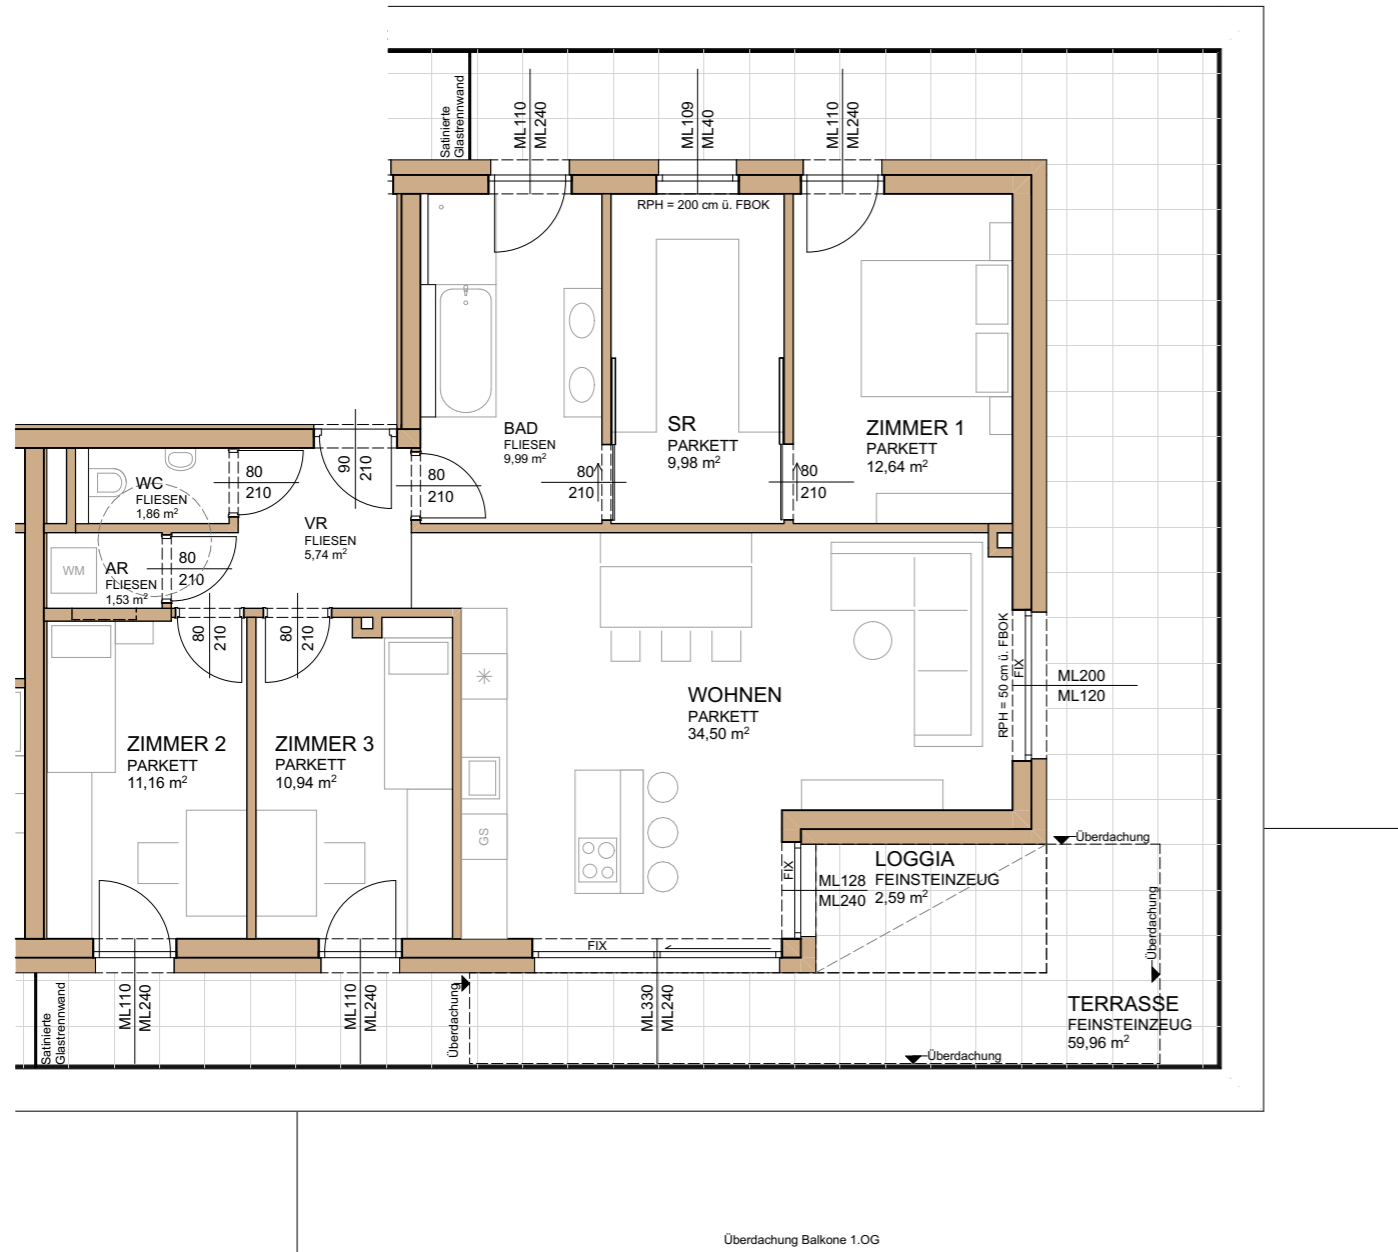 Satinierte
Glastrennwand
ML110
ML240
ML109
ML40
ML110
ML240
RPH = 200 cm ü. FBOK
BAD
FLIESEN
9,99 m²
SR
PARKETT
9,98 m²
ZIMMER 1
PARKETT
12,64 m²
90
210
80
210
80
210
80
210
80
210
WC
FLIESEN
1,86 m²
VR
FLIESEN
5,74 m²
WM
AR
FLIESEN
1,53 m²
80
210
80
210
80
210
RPH = 50 cm ü. FBOK
FIX
ML200
ML120
WOHNEN
PARKETT
34,50 m²
ZIMMER 2
PARKETT
11,16 m²
ZIMMER 3
PARKETT
10,94 m²
GS
FIX
ML128
ML240
LOGGIA
FEINSTEINZEUG
2,59 m²
Überdachung
Überdachung
FIX
Satinierte
Glastrennwand
ML110
ML240
ML110
ML240
Überdachung
ML330
ML240
TERRASSE
FEINSTEINZEUG
59,96 m²
Überdachung
Überdachung Balkone 1.OG